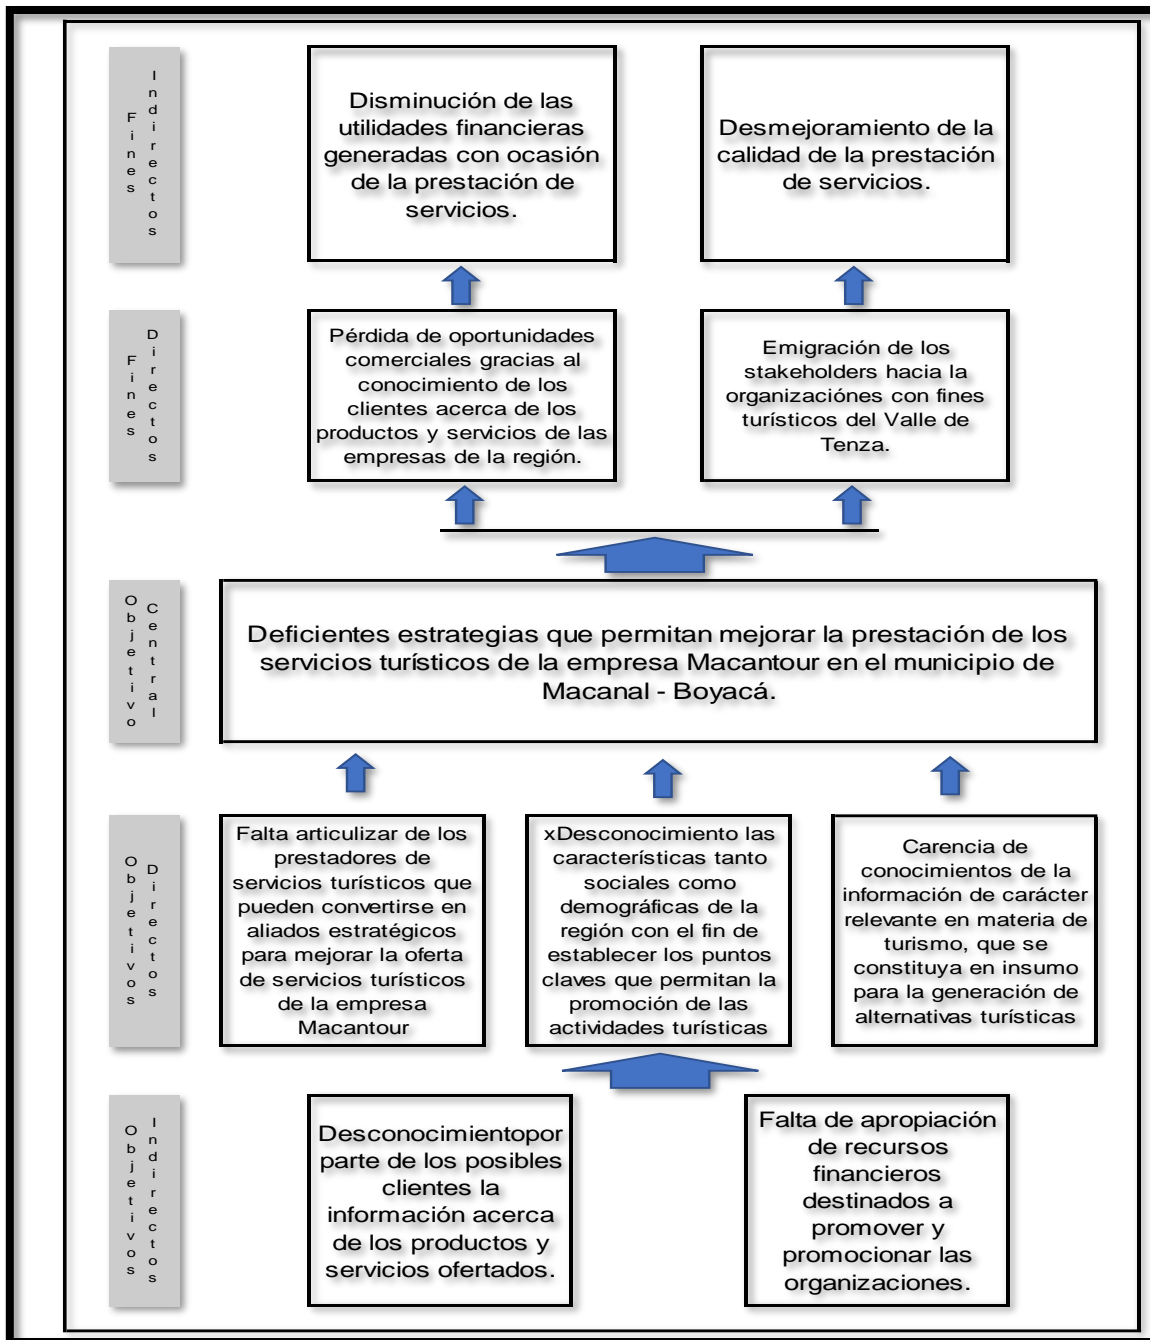 Fines
Indirectos
Disminución de las
utilidades financieras
generadas con ocasión
de la prestación de
servicios.
Desmejoramiento de la
calidad de la prestación
de servicios.
Fines
Directos
Pérdida de oportunidades
comerciales gracias al
conocimiento de los
clientes acerca de los
productos y servicios de las
empresas de la región.
Emigración de los
stakeholders hacia la
organizaciónes con fines
turísticos del Valle de
Tenza.
Objetivo
Central
Deficientes estrategias que permitan mejorar la prestación de los
servicios turísticos de la empresa Macantour en el municipio de
Macanal - Boyacá.
Objetivos
Directos
Falta articulizar de los
prestadores de
servicios turísticos que
pueden convertirse en
aliados estratégicos
para mejorar la oferta
de servicios turísticos
de la empresa
Macantour
xDesconocimiento las
características tanto
sociales como
demográficas de la
región con el fin de
establecer los puntos
claves que permitan la
promoción de las
actividades turísticas
Carencia de
conocimientos de la
información de carácter
relevante en materia de
turismo, que se
constituya en insumo
para la generación de
alternativas turísticas
Objetivos
Indirectos
Desconocimientopor
parte de los posibles
clientes la
información acerca
de los productos y
servicios ofertados.
Falta de apropiación
de recursos
financieros
destinados a
promover y
promocionar las
organizaciones.